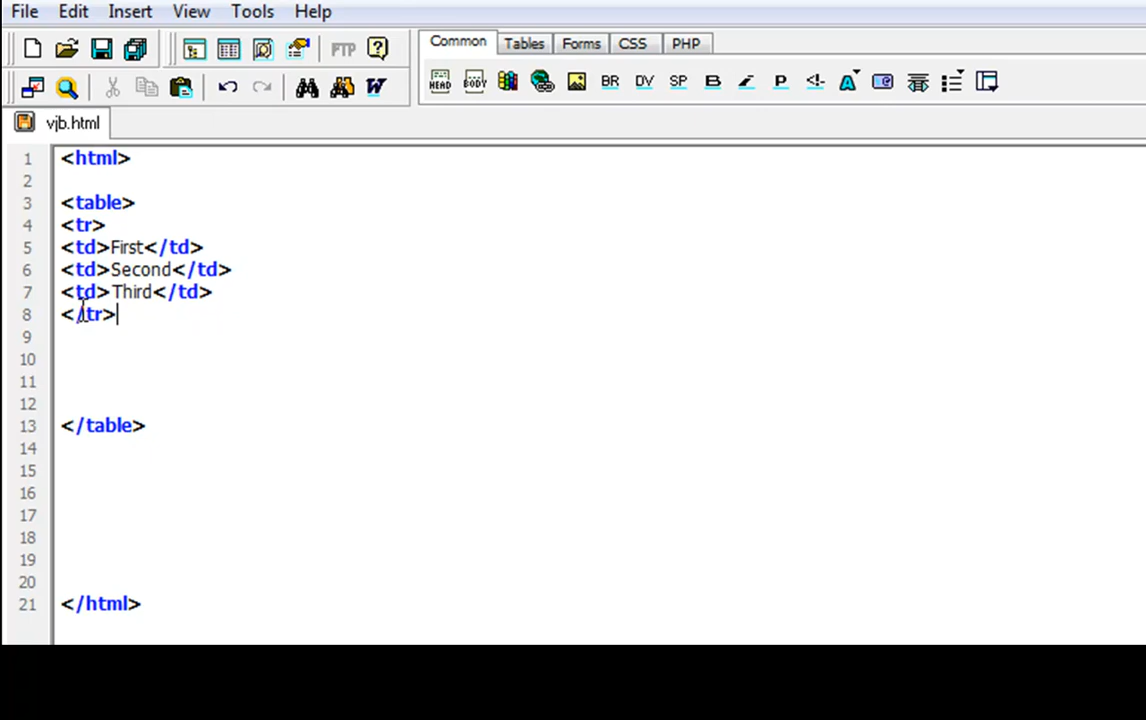 File Edit Insert View Tools Help
Common Tables Forms CSS PHP
FTP ?
W HEAD BODY BR DV SP B I P <!- A
vjb.html
1 <html>
2
3 <table>
4 <tr>
5 <td>First</td>
6 <td>Second</td>
7 <td>Third</td>
8 </tr>
9
10
11
12
13 </table>
14
15
16
17
18
19
20
21 </html>